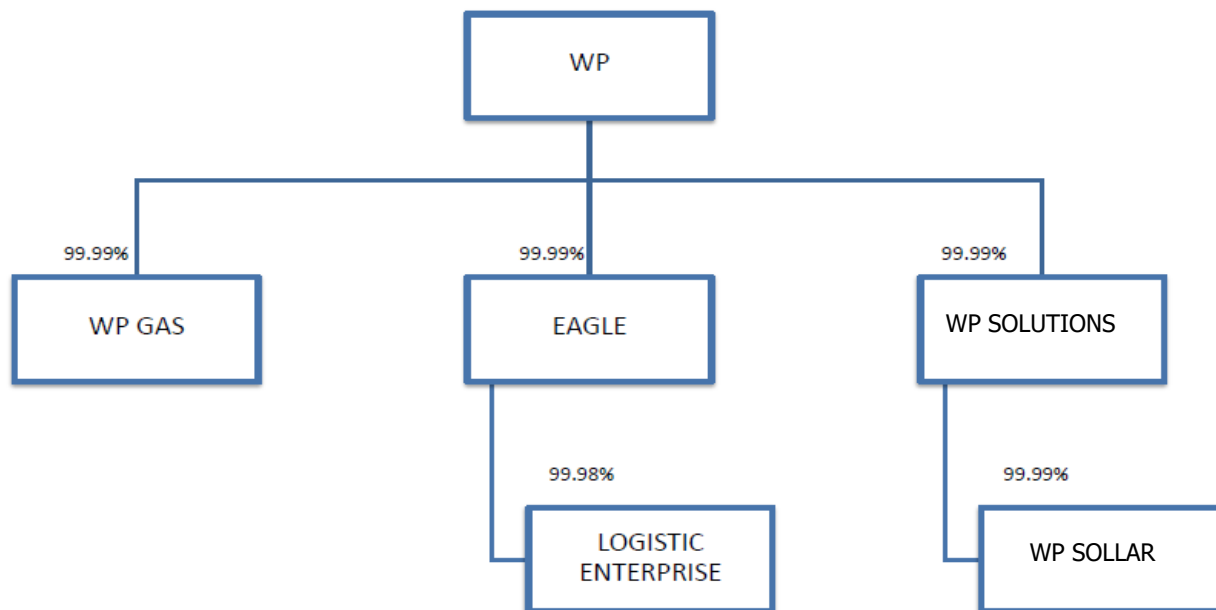 WP
99.99%
99.99%
99.99%
WP GAS
EAGLE
WP SOLUTIONS
99.98%
99.99%
LOGISTIC
ENTERPRISE
WP SOLLAR